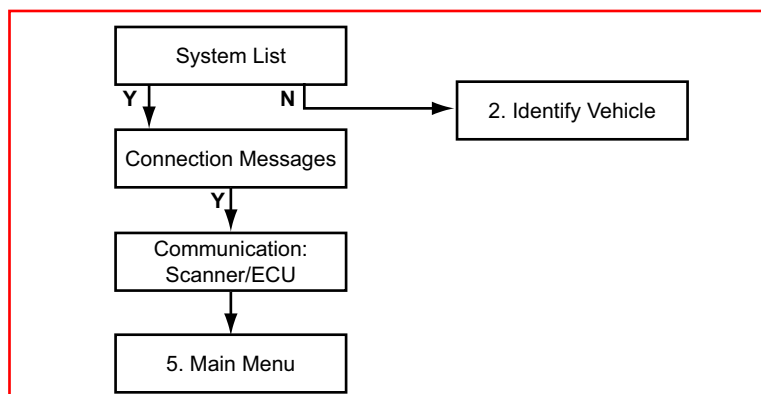 System List
Y
N
2. Identify Vehicle
Connection Messages
Y
Communication:
Scanner/ECU
5. Main Menu